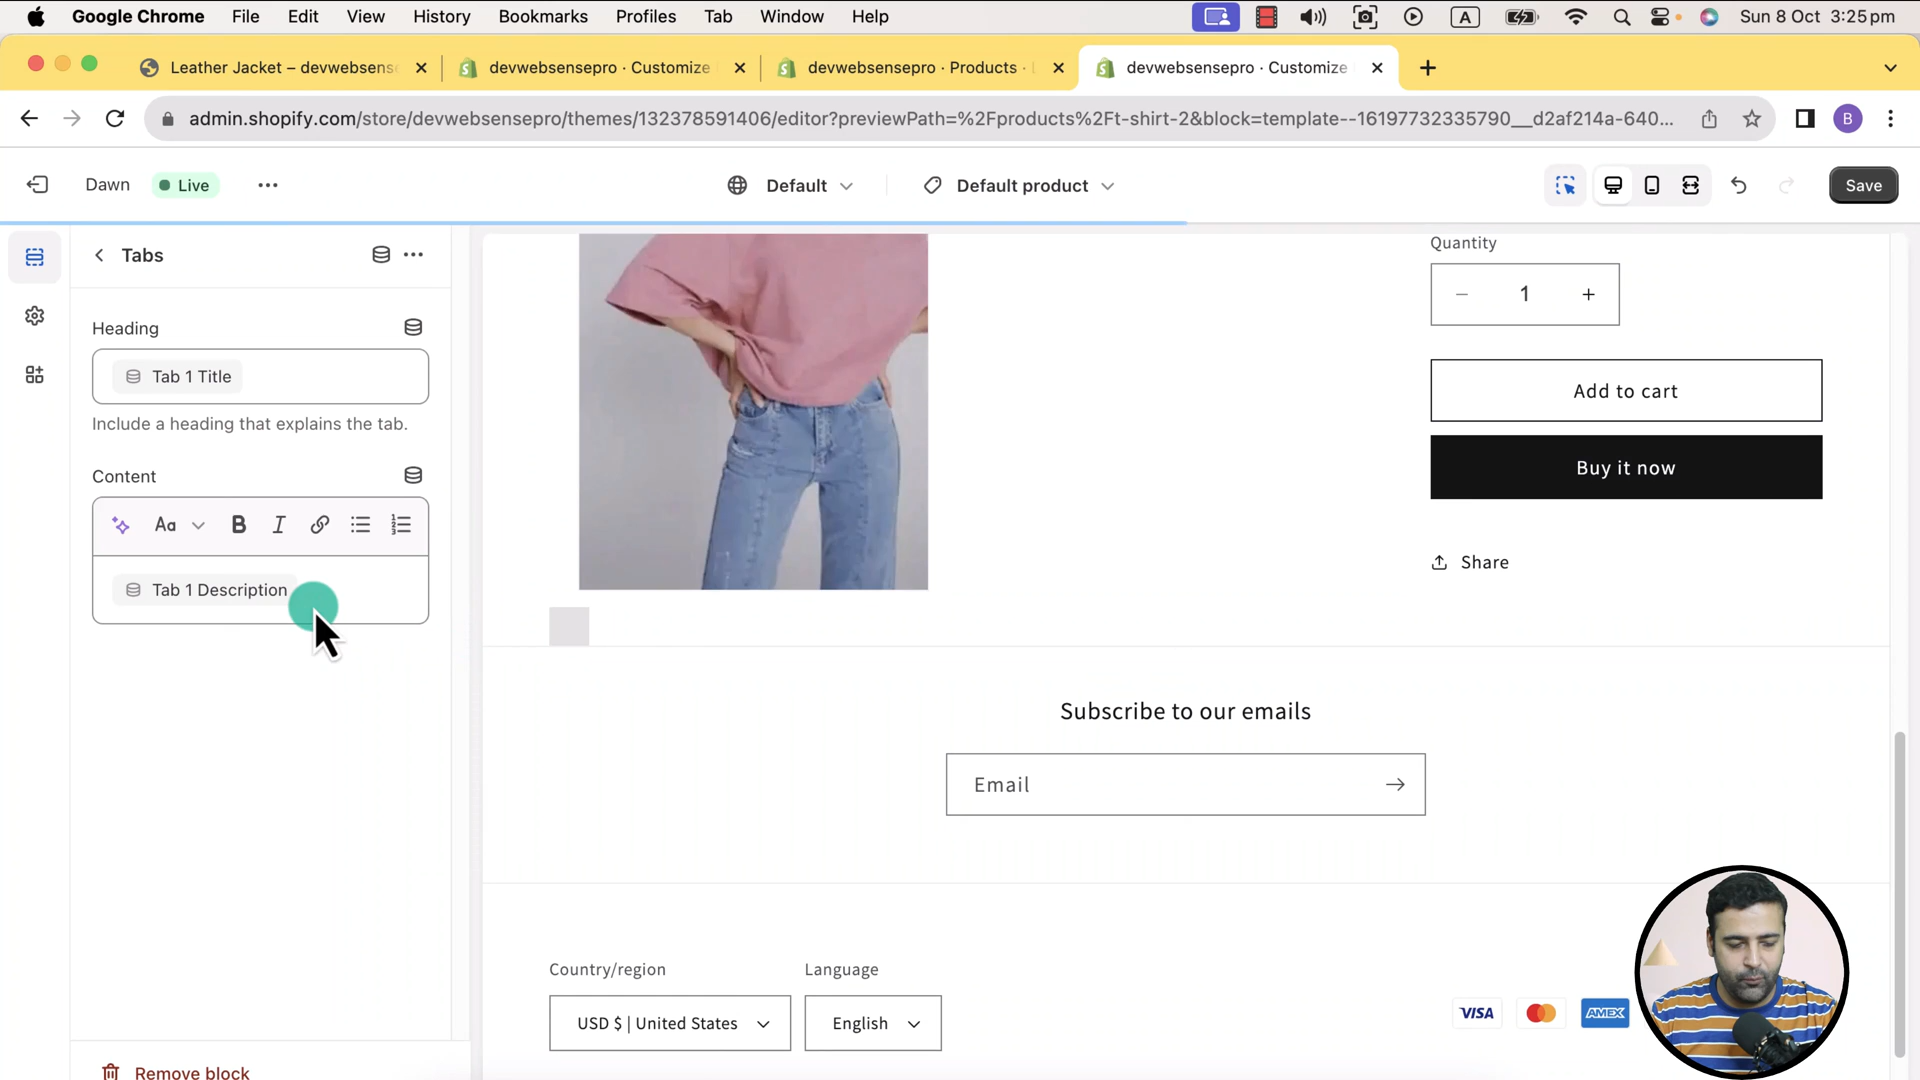 Google Chrome File Edit View History Bookmarks Profiles Tab Window Help A Sun 8 Oct 3:25pm
Leather Jacket – devwebsense devwebsensepro · Customize devwebsensepro · Products · devwebsensepro · Customize
admin.shopify.com/store/devwebsensepro/themes/132378591406/editor?previewPath=%2Fproducts%2Ft-shirt-2&block=template--16197732335790__d2af214a-640... B
Dawn Live Default Default product Save
Tabs
Heading
Tab 1 Title
Include a heading that explains the tab.
Content
Aa B I
Tab 1 Description
Remove block
Quantity
1
Add to cart
Buy it now
Share
Subscribe to our emails
Email
Country/region Language
USD $ | United States English
VISA AMEX